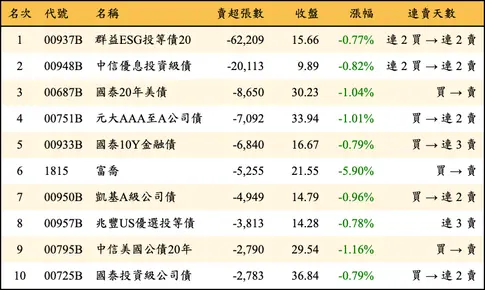 名次 代號 名稱 賣超張數 收盤 漲幅 連賣天數
1 00937B 群益ESG投等債20 -62,209 15.66 -0.77% 連 2 買 → 連 2 賣
2 00948B 中信優息投資級債 -20,113 9.89 -0.82% 連 2 買 → 連 2 賣
3 00687B 國泰20年美債 -8,650 30.23 -1.04% 買 → 賣
4 00751B 元大AAA至A公司債 -7,092 33.94 -1.01% 買 → 連 2 賣
5 00933B 國泰10Y金融債 -6,840 16.67 -0.79% 買 → 連 3 賣
6 1815 富喬 -5,255 21.55 -5.90% 買 → 賣
7 00950B 凱基A級公司債 -4,949 14.79 -0.96% 買 → 連 2 賣
8 00957B 兆豐US優選投等債 -3,813 14.28 -0.78% 連 3 賣
9 00795B 中信美國公債20年 -2,790 29.54 -1.16% 買 → 賣
10 00725B 國泰投資級公司債 -2,783 36.84 -0.79% 買 → 連 2 賣